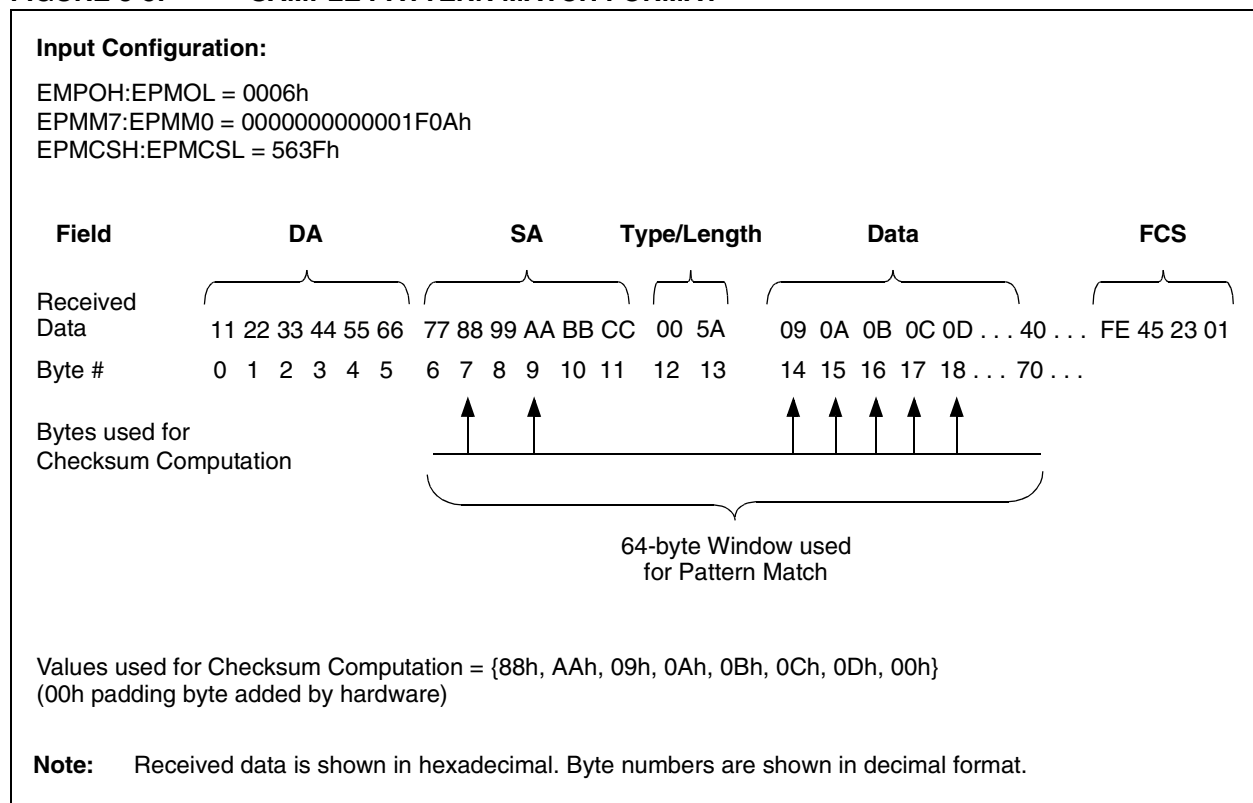 Input Configuration:
EMPOH:EPMOL = 0006h
EPMM7:EPMM0 = 0000000000001F0Ah
EPMCSH:EPMCSL = 563Fh
Field DA SA Type/Length Data FCS
Received
Data 11 22 33 44 55 66 77 88 99 AA BB CC 00 5A 09 0A 0B 0C 0D . . . 40 . . . FE 45 23 01
Byte # 0 1 2 3 4 5 6 7 8 9 10 11 12 13 14 15 16 17 18 . . . 70 . . .
Bytes used for
Checksum Computation
64-byte Window used
for Pattern Match
Values used for Checksum Computation = {88h, AAh, 09h, 0Ah, 0Bh, 0Ch, 0Dh, 00h}
(00h padding byte added by hardware)
Note: Received data is shown in hexadecimal. Byte numbers are shown in decimal format.